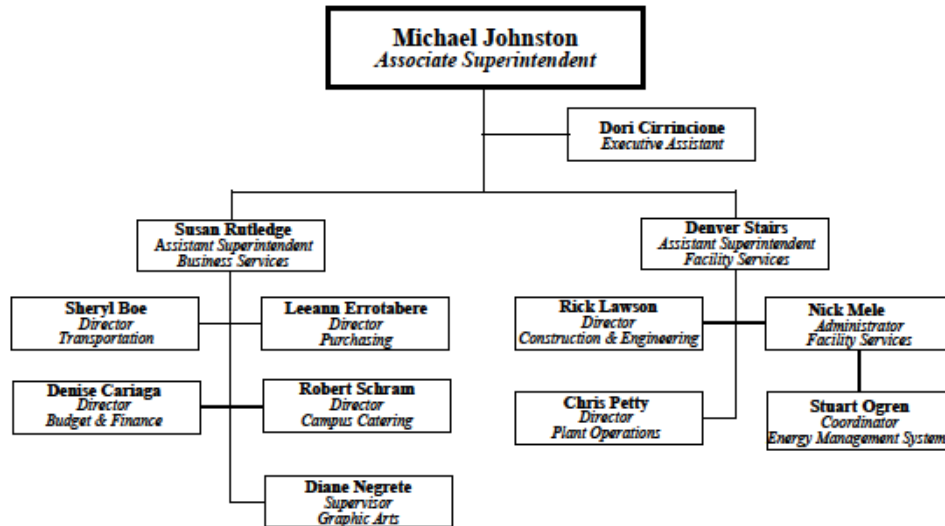 Michael Johnston
Associate Superintendent
Dori Cirrincione
Executive Assistant
Susan Rutledge
Assistant Superintendent
Business Services
Denver Stairs
Assistant Superintendent
Facility Services
Sheryl Boe
Director
Transportation
Leeann Errotabere
Director
Purchasing
Rick Lawson
Director
Construction & Engineering
Nick Mele
Administrator
Facility Services
Denise Cariaga
Director
Budget & Finance
Robert Schram
Director
Campus Catering
Chris Petty
Director
Plant Operations
Stuart Ogren
Coordinator
Energy Management System
Diane Negrete
Supervisor
Graphic Arts